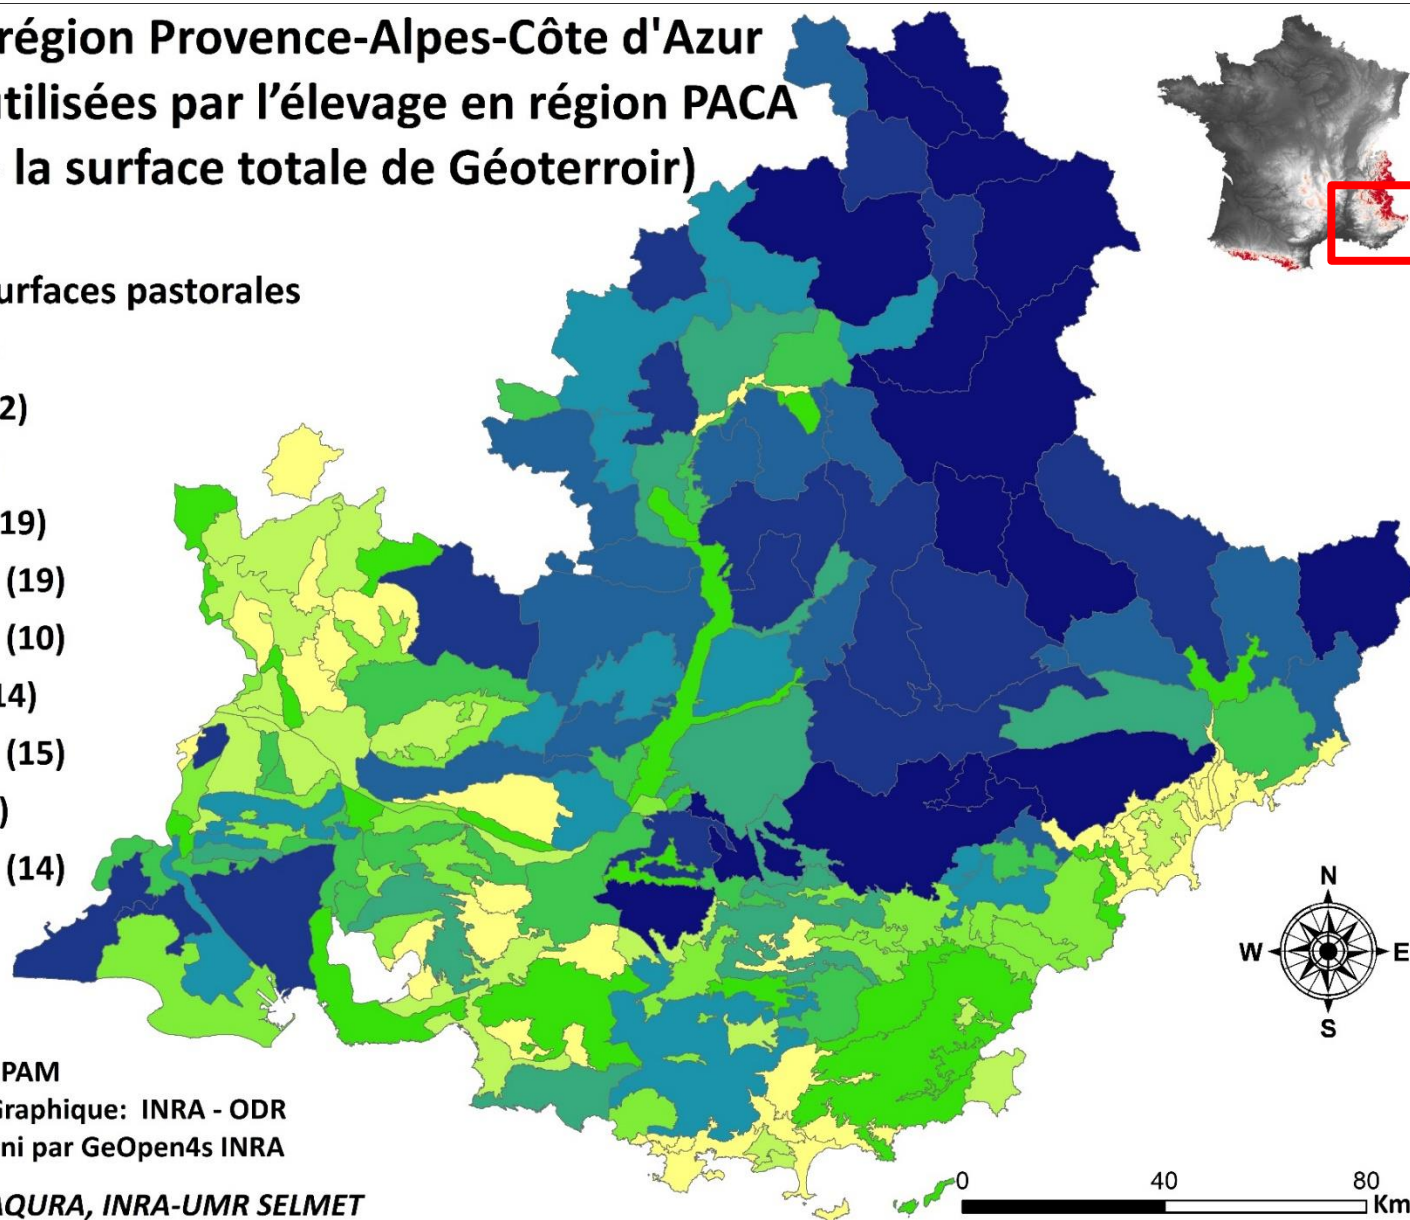 région Provence-Alpes-Côte d'Azur
utilisées par l'élevage en région PACA
la surface totale de Géoterroir)
urfaces pastorales
2)
19)
(19)
(10)
14)
(15)
)
(14)
N
W E
S
PAM
Graphique: INRA - ODR
ni par GeOpen4s INRA
AQURA, INRA-UMR SELMET
0 40 80
Km